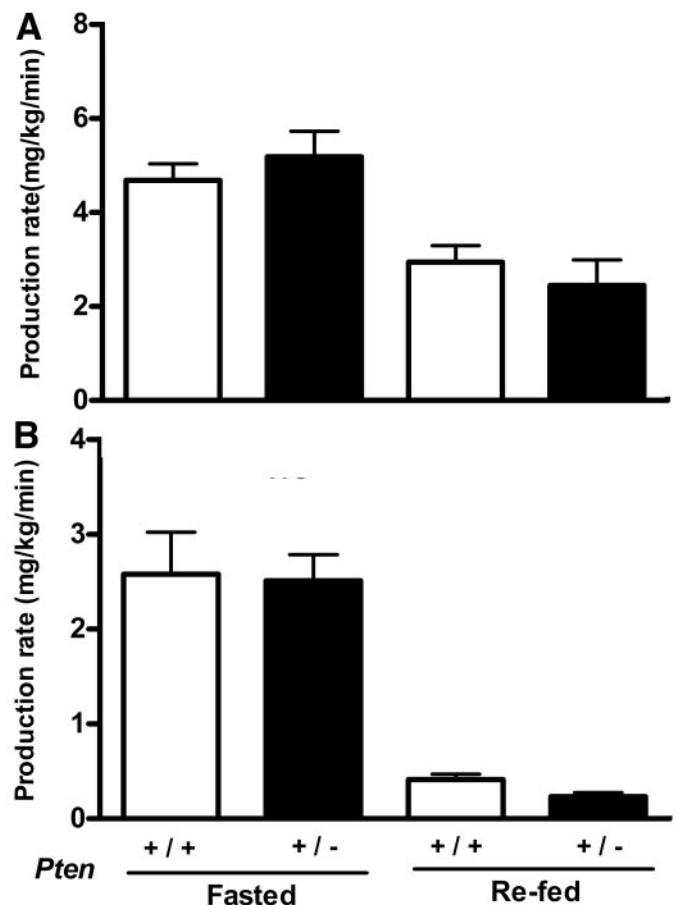 A
Production rate(mg/kg/min)
8
6
4
2
0
B
Production rate (mg/kg/min)
4
3
2
1
0
Pten
+ / + + / - + / + + / -
Fasted Re-fed